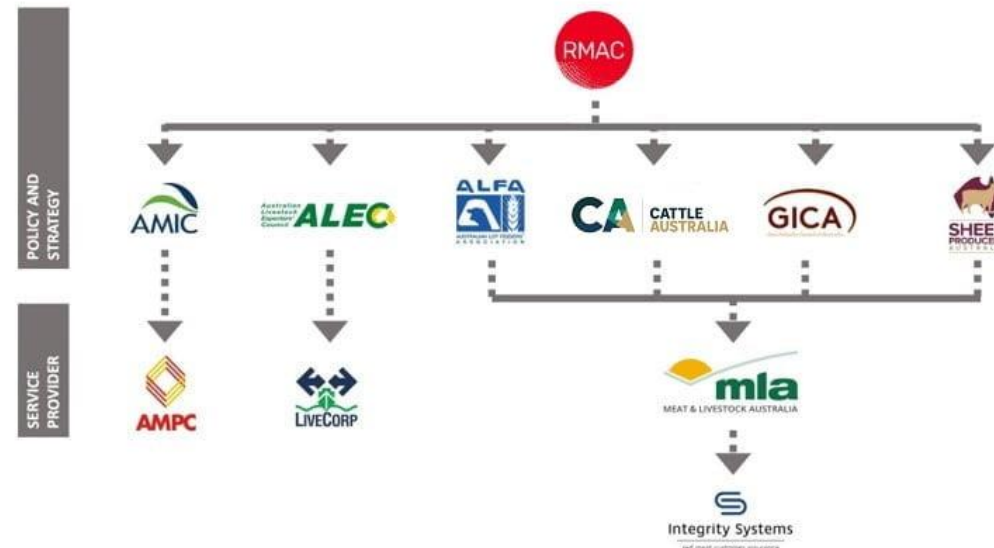 RMAC
POLICY AND
STRATEGY
AMIC
Australian
Livestock
Exporters'
Council
ALEC
ALFA
AUSTRALIAN LOT FEEDERS'
ASSOCIATION
CA
CATTLE
AUSTRALIA
GICA
SHEE
PRODUCE
AUSTRAL
SERVICE
PROVIDER
AMPC
LIVECORP
mla
MEAT & LIVESTOCK AUSTRALIA
Integrity Systems